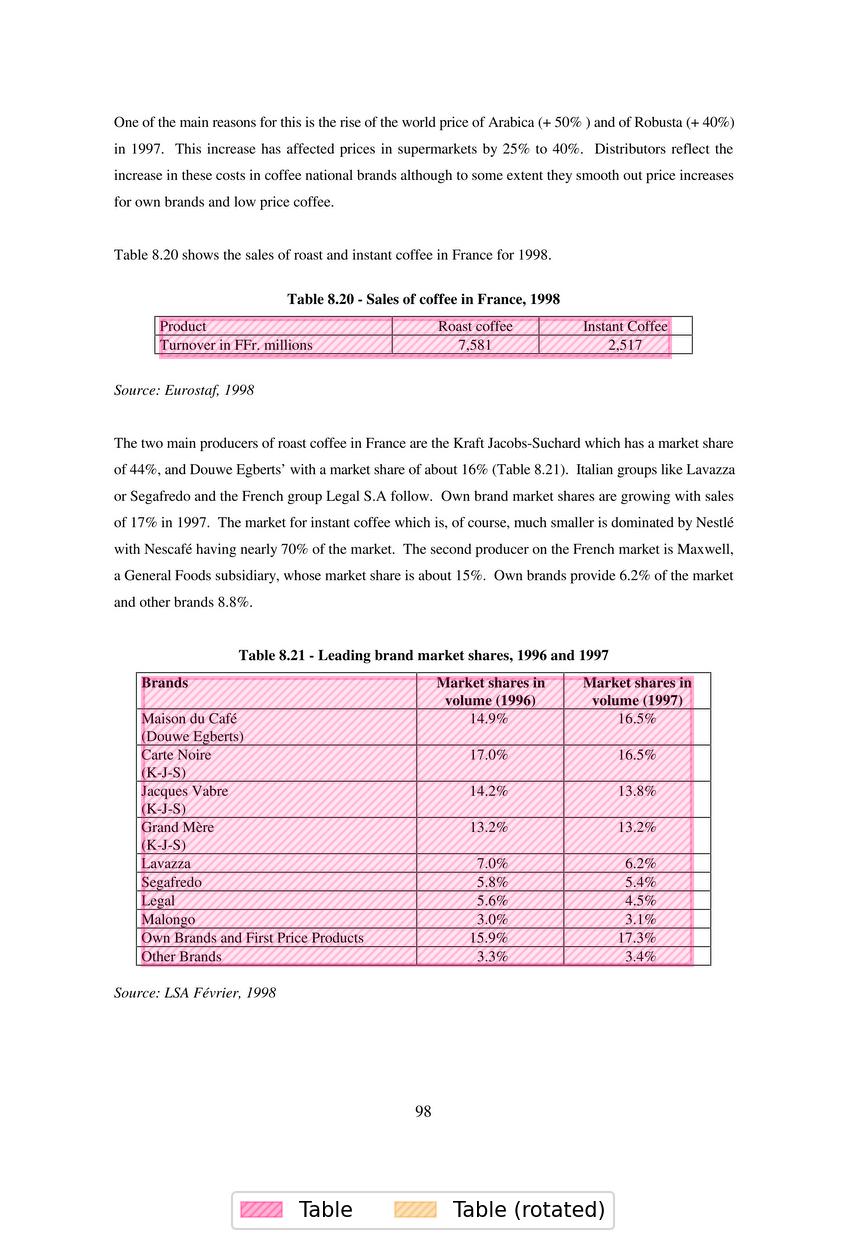 One of the main reasons for this is the rise of the world price of Arabica (+ 50% ) and of Robusta (+ 40%)
in 1997. This increase has affected prices in supermarkets by 25% to 40%. Distributors reflect the
increase in these costs in coffee national brands although to some extent they smooth out price increases
for own brands and low price coffee.
Table 8.20 shows the sales of roast and instant coffee in France for 1998.
Table 8.20 - Sales of coffee in France, 1998
Product Roast coffee Instant Coffee
Turnover in FFr. millions 7,581 2,517
Source: Eurostaf, 1998
The two main producers of roast coffee in France are the Kraft Jacobs-Suchard which has a market share
of 44%, and Douwe Egberts’ with a market share of about 16% (Table 8.21). Italian groups like Lavazza
or Segafredo and the French group Legal S.A follow. Own brand market shares are growing with sales
of 17% in 1997. The market for instant coffee which is, of course, much smaller is dominated by Nestlé
with Nescafé having nearly 70% of the market. The second producer on the French market is Maxwell,
a General Foods subsidiary, whose market share is about 15%. Own brands provide 6.2% of the market
and other brands 8.8%.
Table 8.21 - Leading brand market shares, 1996 and 1997
Brands Market shares in Market shares in
volume (1996) volume (1997)
Maison du Café 14.9% 16.5%
(Douwe Egberts)
Carte Noire 17.0% 16.5%
(K-J-S)
Jacques Vabre 14.2% 13.8%
(K-J-S)
Grand Mère 13.2% 13.2%
(K-J-S)
Lavazza 7.0% 6.2%
Segafredo 5.8% 5.4%
Legal 5.6% 4.5%
Malongo 3.0% 3.1%
Own Brands and First Price Products 15.9% 17.3%
Other Brands 3.3% 3.4%
Source: LSA Février, 1998
98
Table Table (rotated)